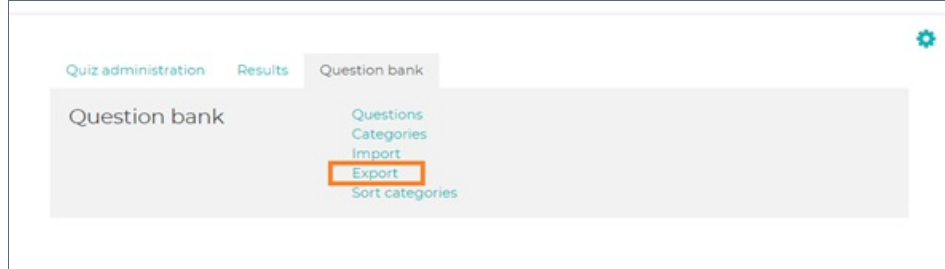 Quiz administration Results Question bank
Question bank
Questions
Categories
Import
Export
Sort categories